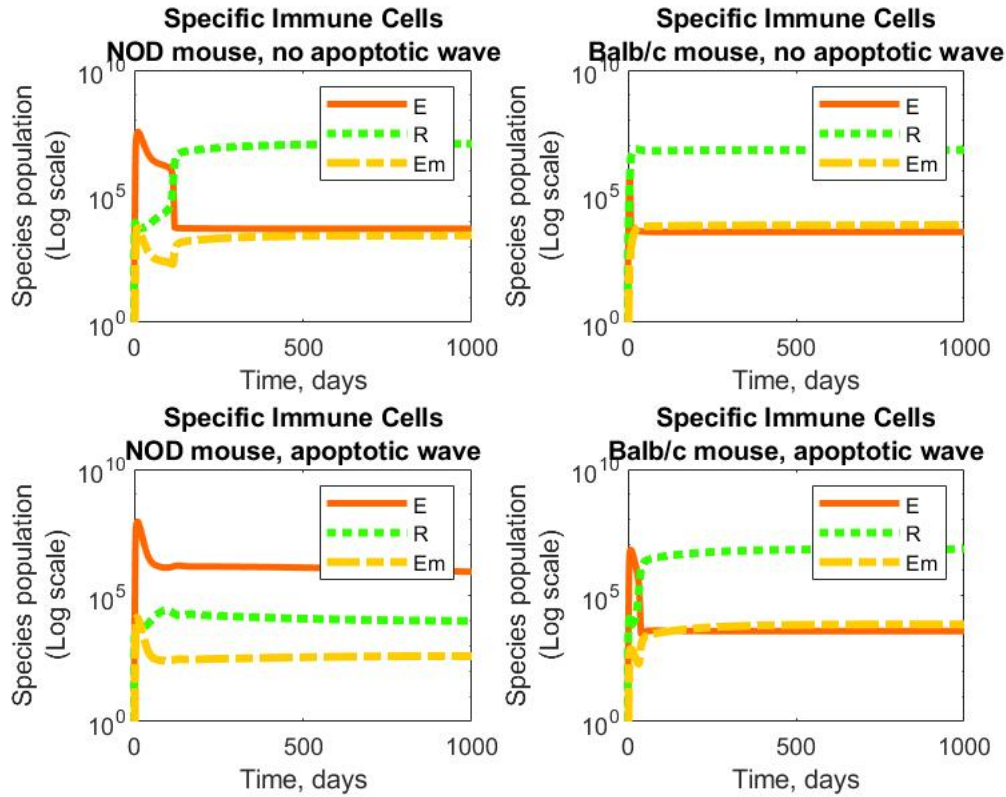 Specific Immune Cells
NOD mouse, no apoptotic wave
10^10
10^5
10^0
Species population
(Log scale)
E
R
Em
0
500
1000
Time, days
Specific Immune Cells
Balb/c mouse, no apoptotic wave
10^10
10^5
10^0
Species population
(Log scale)
E
R
Em
0
500
1000
Time, days
Specific Immune Cells
NOD mouse, apoptotic wave
10^10
10^5
10^0
Species population
(Log scale)
E
R
Em
0
500
1000
Time, days
Specific Immune Cells
Balb/c mouse, apoptotic wave
10^10
10^5
10^0
Species population
(Log scale)
E
R
Em
0
500
1000
Time, days